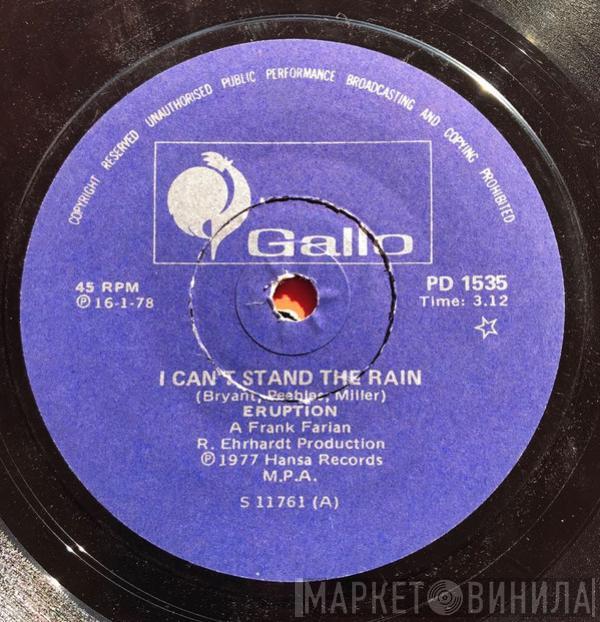 COPYRIGHT RESERVED UNAUTHORISED PUBLIC PERFORMANCE BROADCASTING AND COPYING PROHIBITED
Gallo
45 RPM
Ⓟ16-1-78
PD 1535
Time: 3.12
I CAN'T STAND THE RAIN
(Bryant, Peebles, Miller)
ERUPTION
A Frank Farian
R. Ehrhardt Production
Ⓟ 1977 Hansa Records
M.P.A.
S 11761 (A)
МАРКЕТ ВИНИЛА